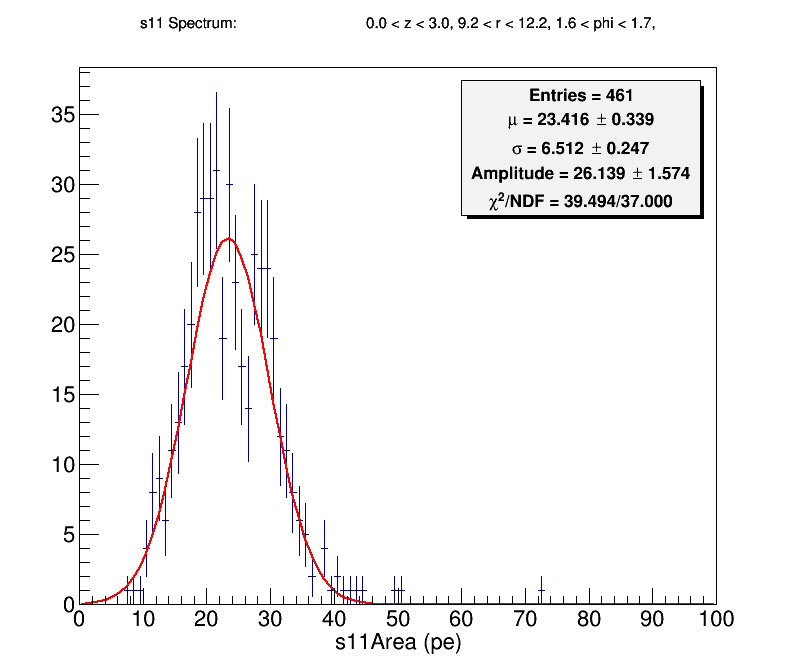 s11 Spectrum: 0.0 < z < 3.0, 9.2 < r < 12.2, 1.6 < phi < 1.7,
Entries = 461
μ = 23.416 ± 0.339
σ = 6.512 ± 0.247
Amplitude = 26.139 ± 1.574
χ²/NDF = 39.494/37.000
35
30
25
20
15
10
5
0
0 10 20 30 40 50 60 70 80 90 100
s11Area (pe)